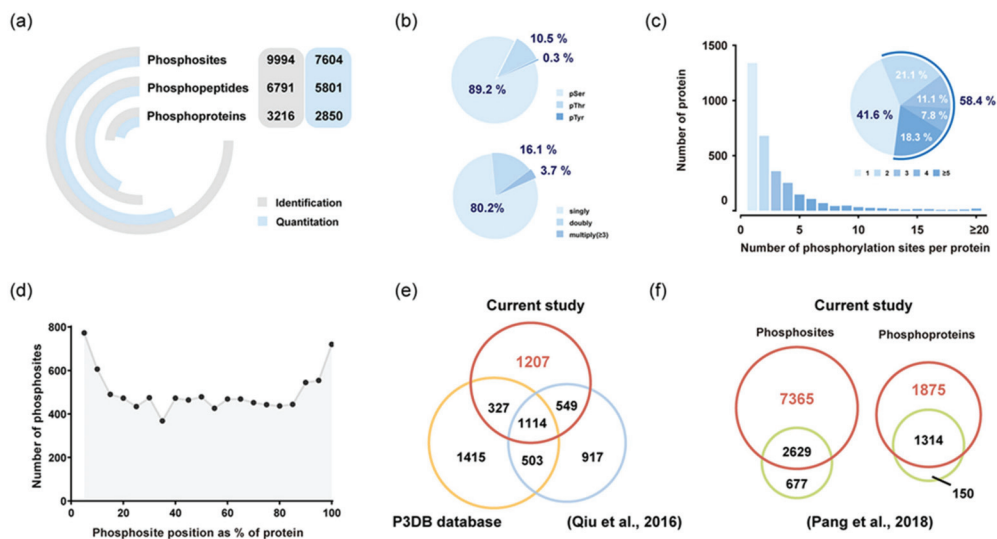 (a)
Phosphosites 9994 7604
Phosphopeptides 6791 5801
Phosphoproteins 3216 2850
Identification
Quantitation
(b)
10.5 %
0.3 %
89.2 %
pSer
pThr
pTyr
16.1 %
3.7 %
80.2%
singly
doubly
multiply(≥3)
(c)
Number of protein
1500
1000
500
0
0 5 10 15 ≥20
Number of phosphorylation sites per protein
21.1 %
11.1 %
7.8 %
18.3 %
41.6 %
58.4 %
1 2 3 4 ≥5
(d)
Number of phosphosites
800
600
400
200
0
0 20 40 60 80 100
Phosphosite position as % of protein
(e)
Current study
1207
327
549
1114
1415
503
917
P3DB database
(Qiu et al., 2016)
(f)
Current study
Phosphosites
Phosphoproteins
7365
1875
2629
1314
677
150
(Pang et al., 2018)